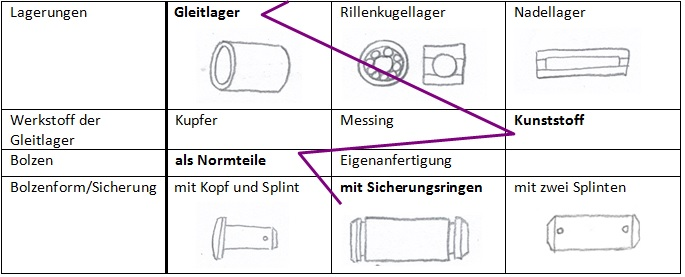 Lagerungen Gleitlager Rillenkugellager Nadellager
Werkstoff der Gleitlager Kupfer Messing Kunststoff
Bolzen als Normteile Eigenanfertigung
Bolzenform/Sicherung mit Kopf und Splint mit Sicherungsringen mit zwei Splinten